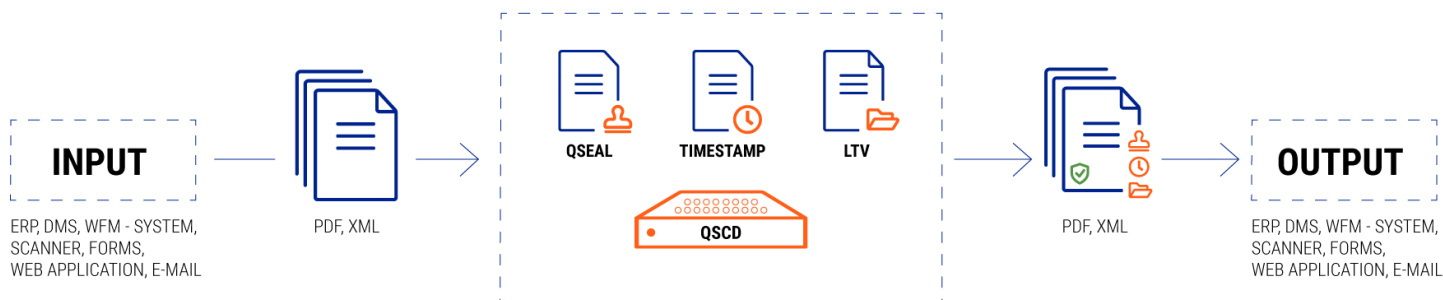 INPUT
ERP, DMS, WFM - SYSTEM,
SCANNER, FORMS,
WEB APPLICATION, E-MAIL
PDF, XML
QSEAL
TIMESTAMP
LTV
QSCD
PDF, XML
OUTPUT
ERP, DMS, WFM - SYSTEM,
SCANNER, FORMS,
WEB APPLICATION, E-MAIL